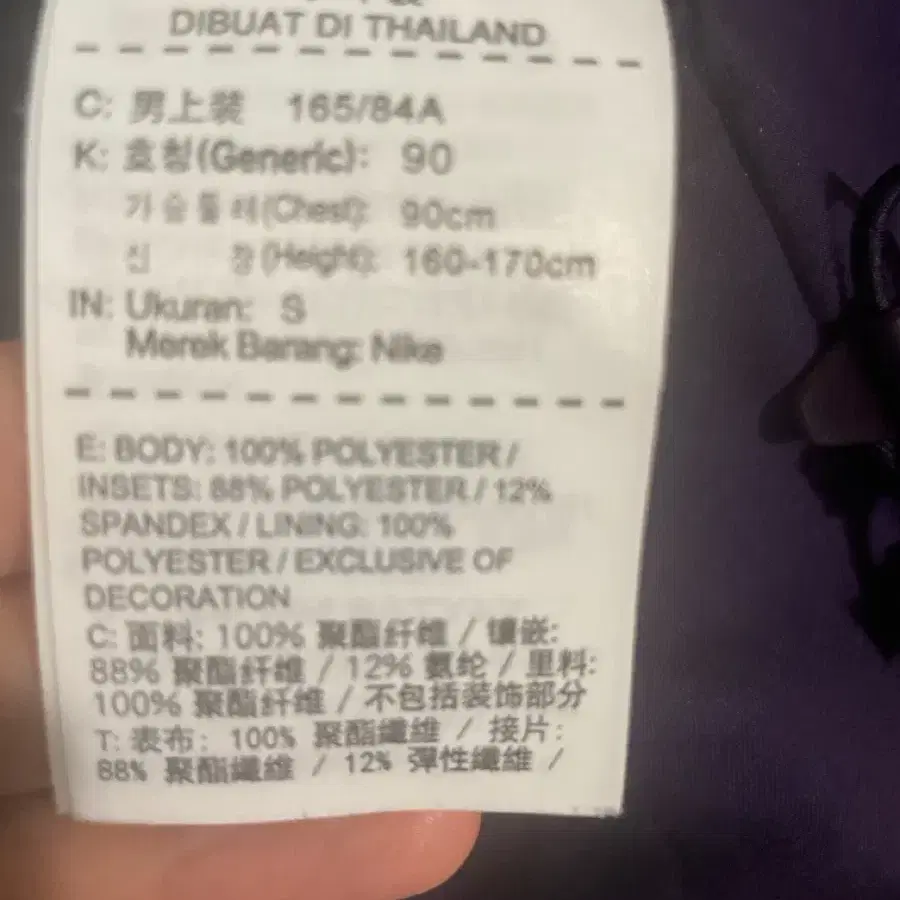 DIBUAT DI THAILAND
C: 男上装 165/84A
K: 호칭(Generic): 90
가슴둘레(Chest): 90cm
신 장(Height): 160-170cm
IN: Ukuran: S
Merek Barang: Nike
E: BODY: 100% POLYESTER /
INSETS: 88% POLYESTER / 12%
SPANDEX / LINING: 100%
POLYESTER / EXCLUSIVE OF
DECORATION
C: 面料: 100% 聚酯纤维 / 镶嵌:
88% 聚酯纤维 / 12% 氨纶 / 里料:
100% 聚酯纤维 / 不包括装饰部分
T: 表布: 100% 聚酯纖維 / 接片:
88% 聚酯纖維 / 12% 彈性纖維 /